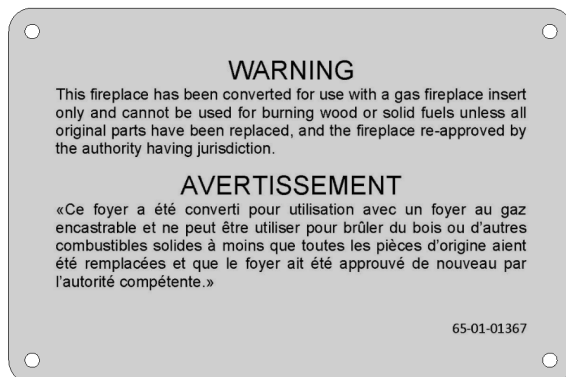 WARNING
This fireplace has been converted for use with a gas fireplace insert
only and cannot be used for burning wood or solid fuels unless all
original parts have been replaced, and the fireplace re-approved by
the authority having jurisdiction.
AVERTISSEMENT
«Ce foyer a été converti pour utilisation avec un foyer au gaz
encastrable et ne peut être utiliser pour brûler du bois ou d’autres
combustibles solides à moins que toutes les pièces d’origine aient
été remplacées et que le foyer ait été approuvé de nouveau par
l’autorité compétente.»
65-01-01367